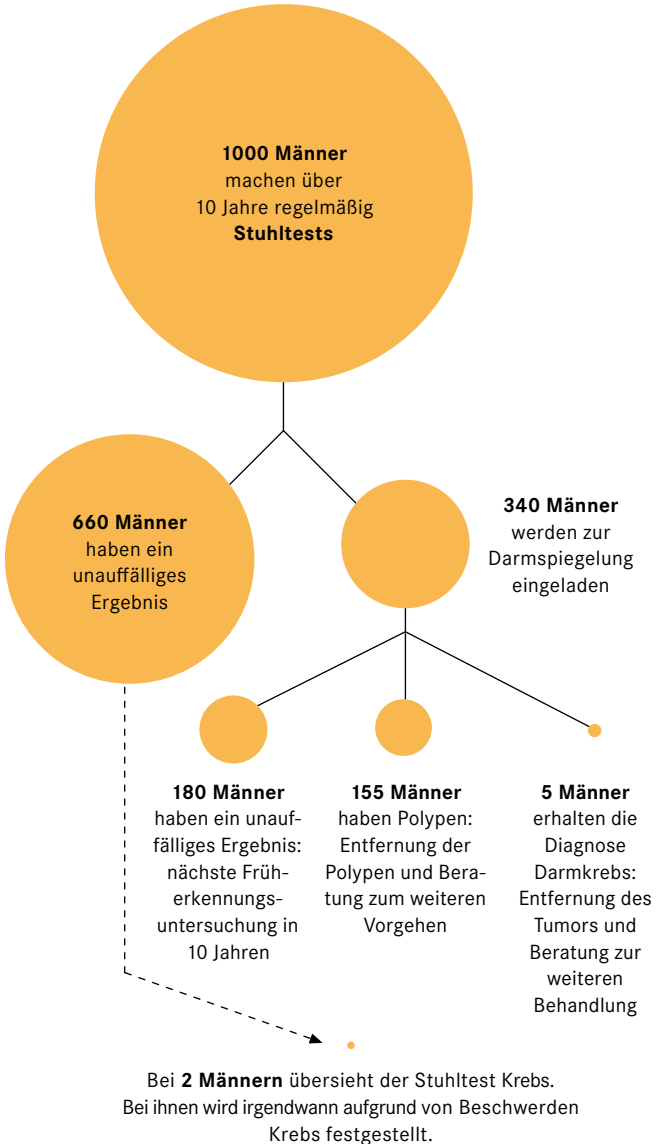 1000 Männer
machen über
10 Jahre regelmäßig
Stuhltests
660 Männer
haben ein
unauffälliges
Ergebnis
340 Männer
werden zur
Darmspiegelung
eingeladen
180 Männer
haben ein unauf-
fälliges Ergebnis:
nächste Früh-
erkennungs-
untersuchung in
10 Jahren
155 Männer
haben Polypen:
Entfernung der
Polypen und Bera-
tung zum weiteren
Vorgehen
5 Männer
erhalten die
Diagnose
Darmkrebs:
Entfernung des
Tumors und
Beratung zur
weiteren
Behandlung
Bei 2 Männern übersieht der Stuhltest Krebs.
Bei ihnen wird irgendwann aufgrund von Beschwerden
Krebs festgestellt.